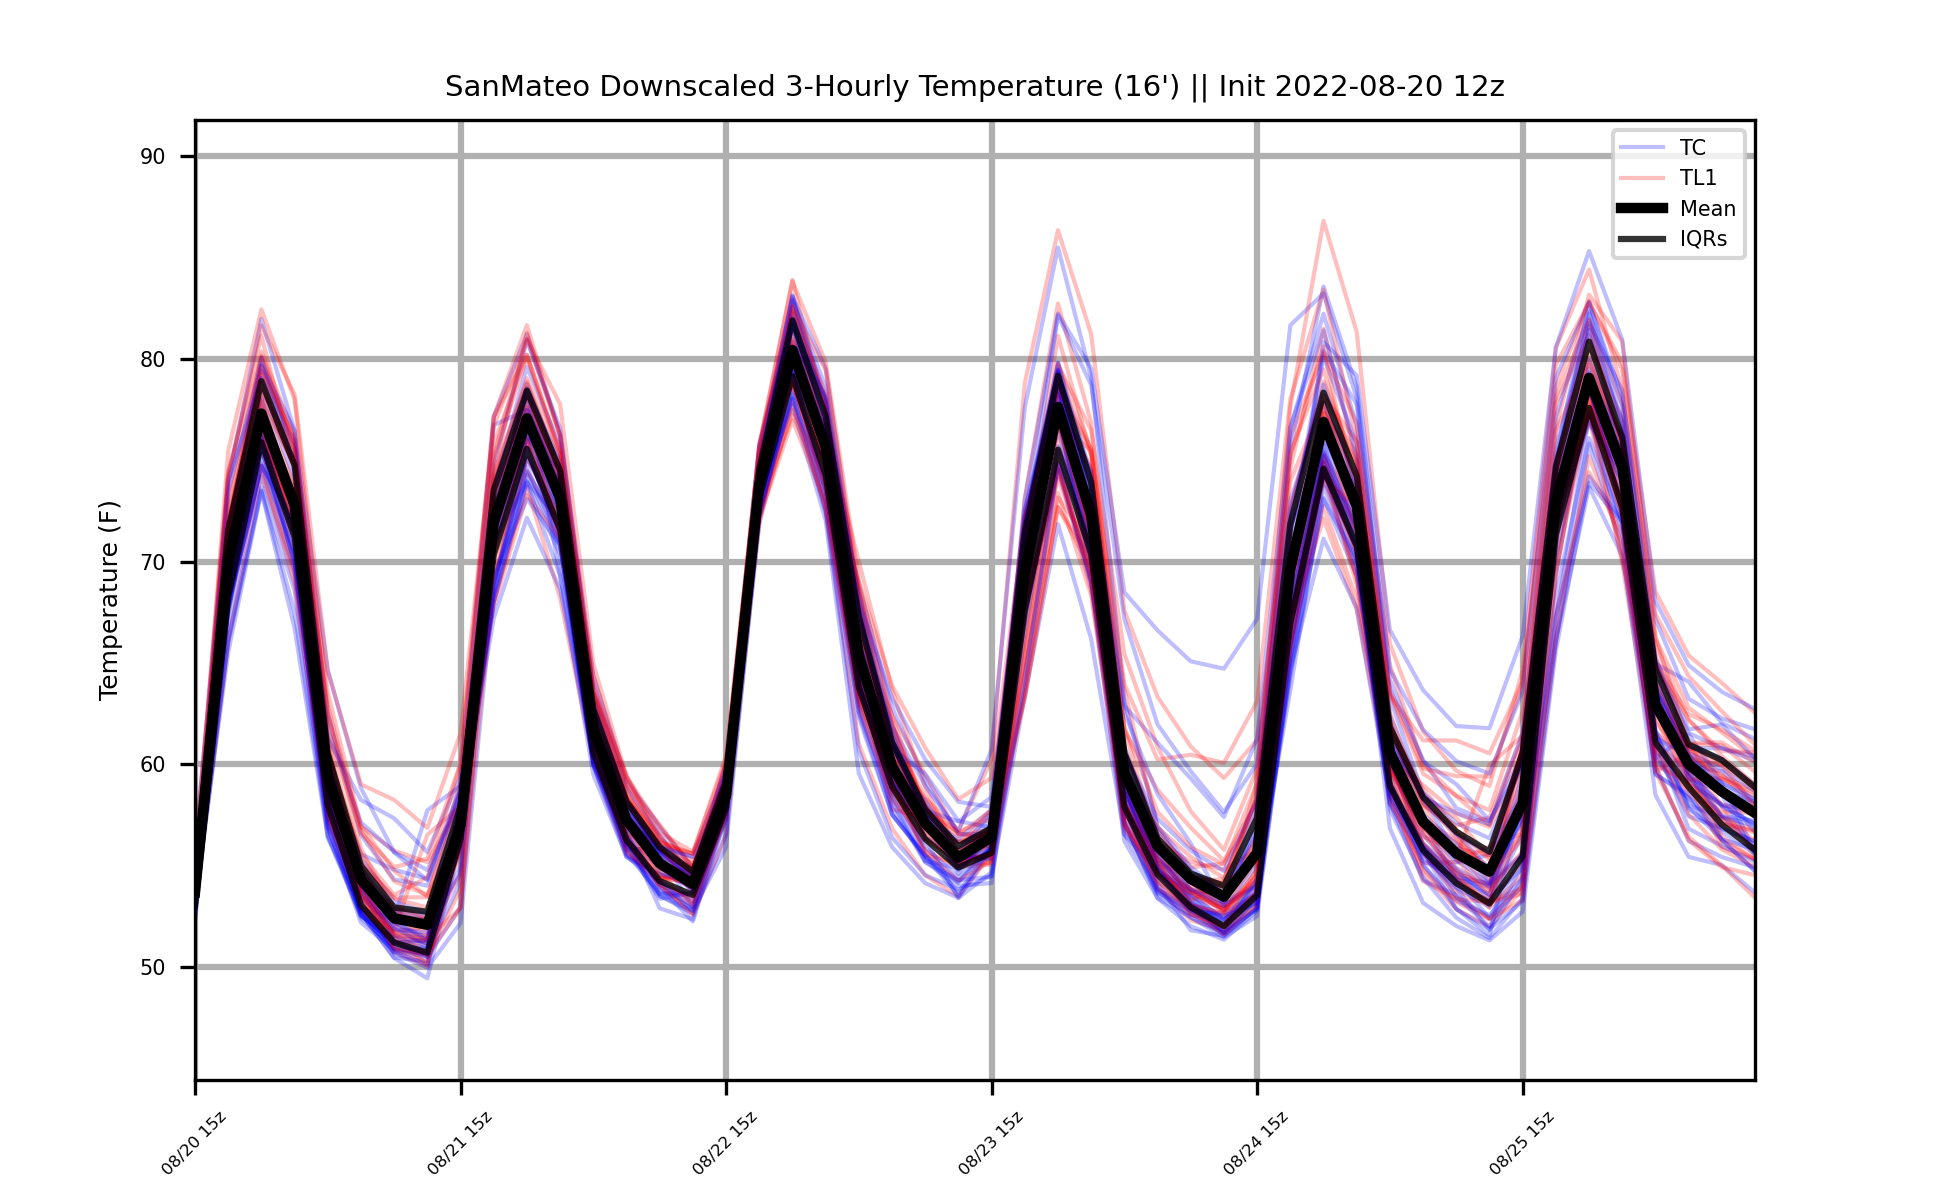 SanMateo Downscaled 3-Hourly Temperature (16') || Init 2022-08-20 12z
TC
TL1
Mean
IQRs
Temperature (F)
90
80
70
60
50
08/20 15z
08/21 15z
08/22 15z
08/23 15z
08/24 15z
08/25 15z